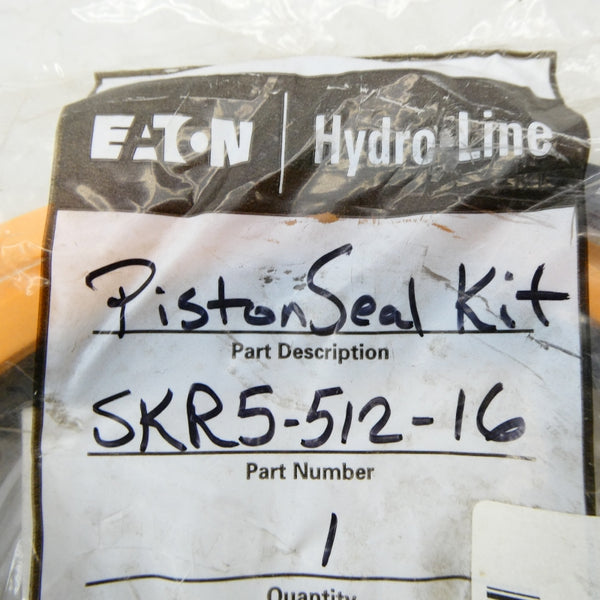 EATON | Hydro-Line
Piston Seal Kit
Part Description
SKR5-512-16
Part Number
1
Quantity